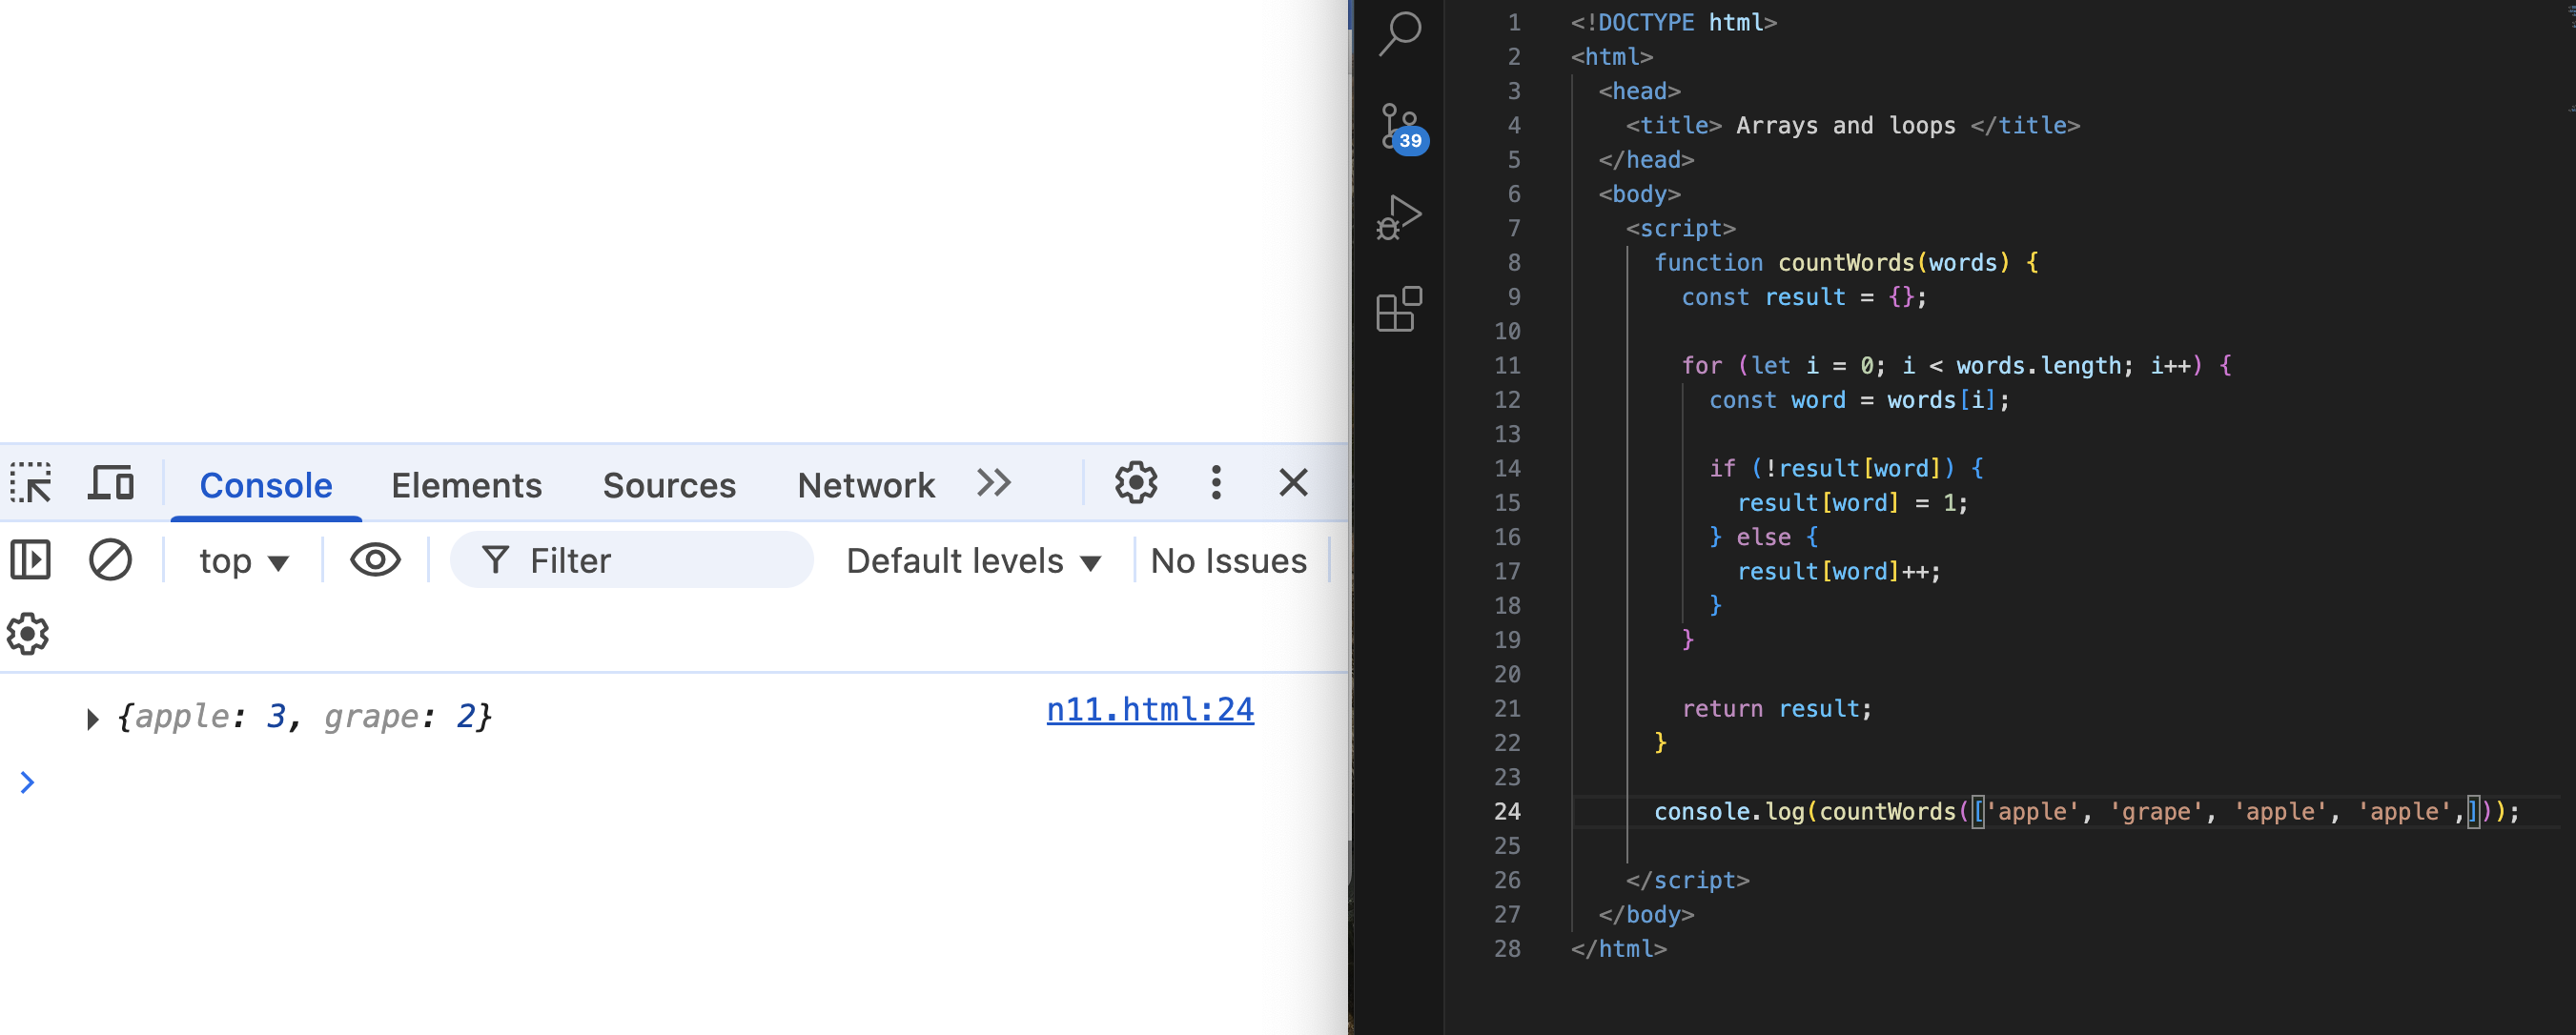 Console Elements Sources Network
top Filter Default levels No Issues
{apple: 3, grape: 2} n11.html:24
39
1 <!DOCTYPE html>
2 <html>
3 <head>
4 <title> Arrays and loops </title>
5 </head>
6 <body>
7 <script>
8 function countWords(words) {
9 const result = {};
10
11 for (let i = 0; i < words.length; i++) {
12 const word = words[i];
13
14 if (!result[word]) {
15 result[word] = 1;
16 } else {
17 result[word]++;
18 }
19 }
20
21 return result;
22 }
23
24 console.log(countWords(['apple', 'grape', 'apple', 'apple',]));
25
26 </script>
27 </body>
28 </html>